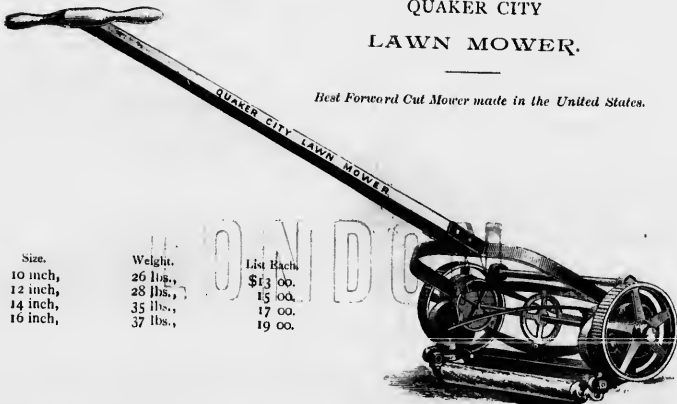 QUAKER CITY
LAWN MOWER.
Best Forward Cut Mower made in the United States.
QUAKER CITY LAWN MOWER
LONDON
Size. Weight. List Each.
10 inch, 26 lbs., $13 00.
12 inch, 28 lbs., 15 00.
14 inch, 35 lbs., 17 00.
16 inch, 37 lbs., 19 00.